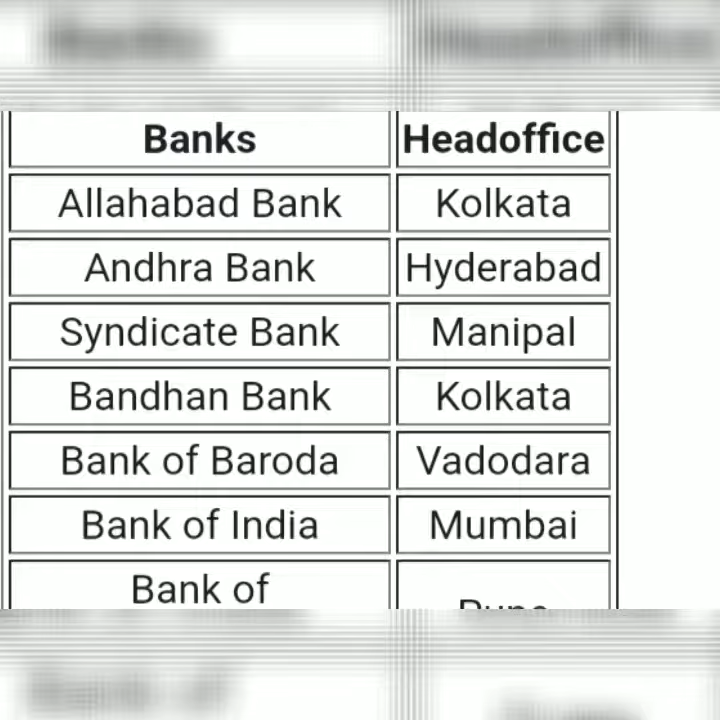 Banks Headoffice
Allahabad Bank Kolkata
Andhra Bank Hyderabad
Syndicate Bank Manipal
Bandhan Bank Kolkata
Bank of Baroda Vadodara
Bank of India Mumbai
Bank of